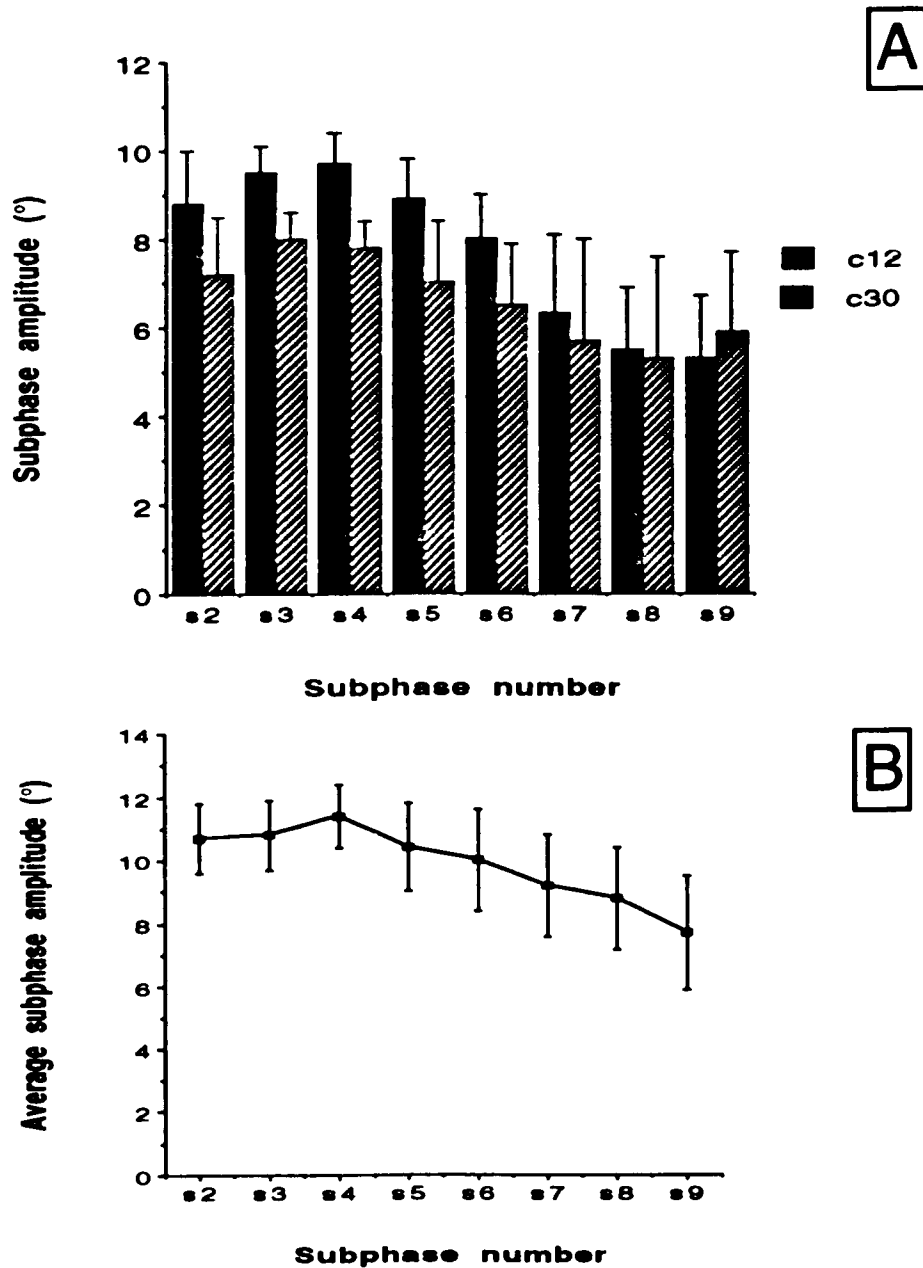 A
12
10
8
6
4
2
0
Subphase amplitude (°)
c12
c30
s2 s3 s4 s5 s6 s7 s8 s9
Subphase number
B
14
12
10
8
6
4
2
0
Average subphase amplitude (°)
s2 s3 s4 s5 s6 s7 s8 s9
Subphase number